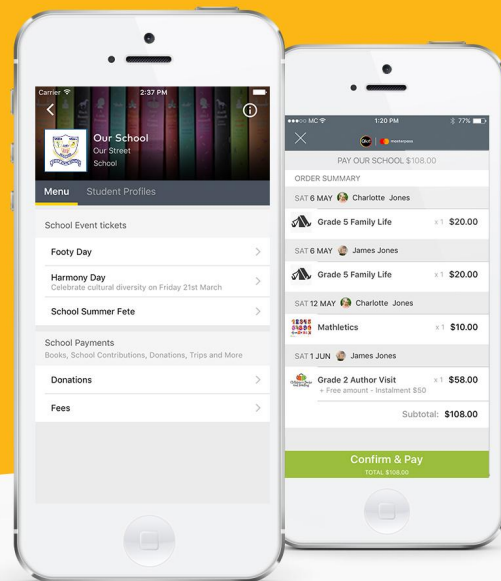 Carrier 2:37 PM
Our School
Our Street
School
Menu Student Profiles
School Event tickets
Footy Day
Harmony Day
Celebrate cultural diversity on Friday 21st March
School Summer Fete
School Payments
Books, School Contributions, Donations, Trips and More
Donations
Fees
MC 1:20 PM 77%
Qkr! masterpass
PAY OUR SCHOOL $108.00
ORDER SUMMARY
SAT 6 MAY Charlotte Jones
Grade 5 Family Life x 1 $20.00
SAT 6 MAY James Jones
Grade 5 Family Life x 1 $20.00
SAT 12 MAY Charlotte Jones
Mathletics x 1 $10.00
SAT 1 JUN James Jones
Grade 2 Author Visit x 1 $58.00
+ Free amount - Instalment $50
Subtotal: $108.00
Confirm & Pay
TOTAL $108.00